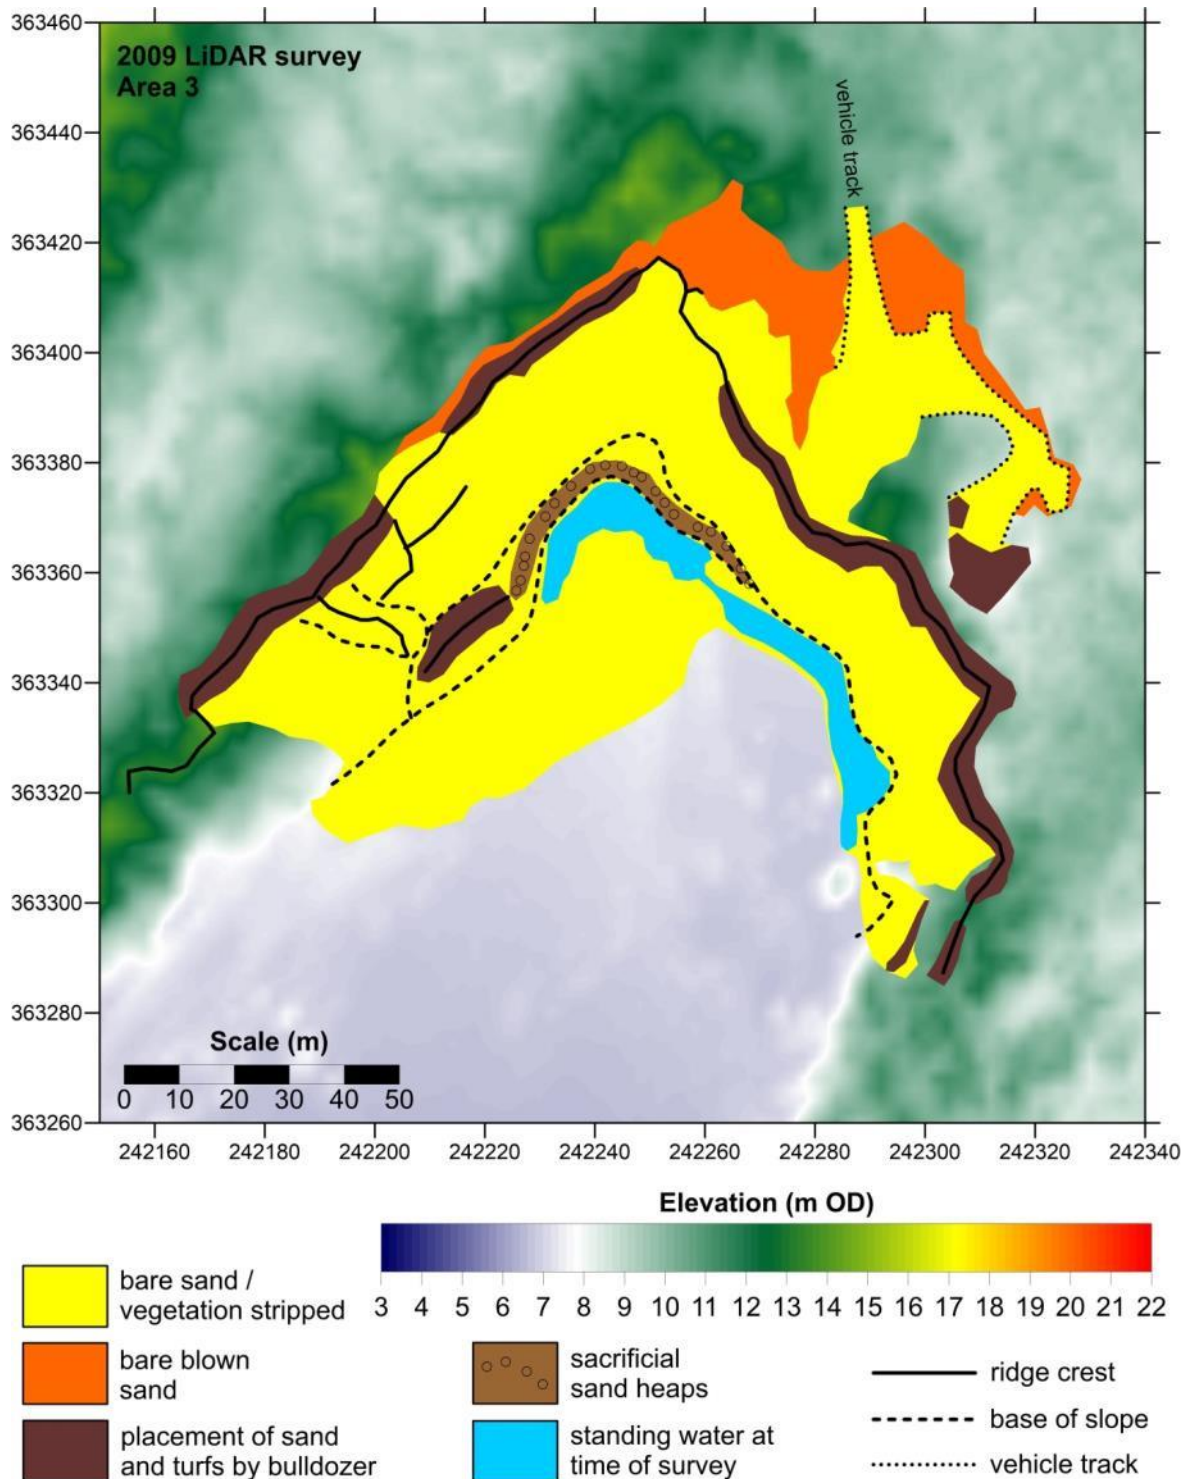 363460
2009 LiDAR survey
Area 3
vehicle track
363440
363420
363400
363380
363360
363340
363320
363300
363280
363260
Scale (m)
0 10 20 30 40 50
242160 242180 242200 242220 242240 242260 242280 242300 242320 242340
Elevation (m OD)
3 4 5 6 7 8 9 10 11 12 13 14 15 16 17 18 19 20 21 22
bare sand /
vegetation stripped
bare blown
sand
placement of sand
and turfs by bulldozer
sacrificial
sand heaps
standing water at
time of survey
ridge crest
base of slope
vehicle track